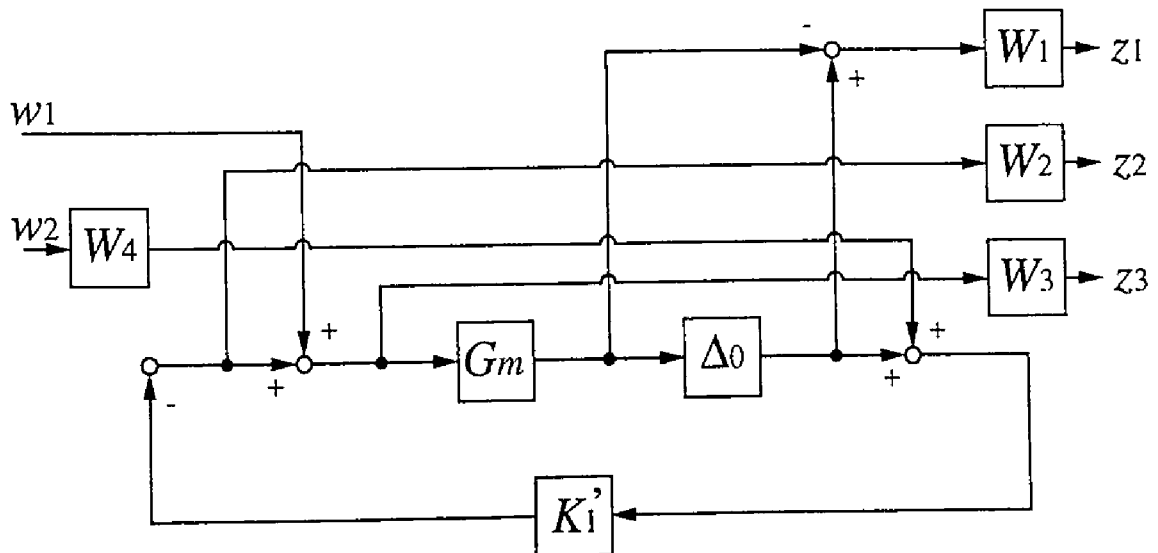 - W1 z1
+
w1
W2 z2
w2 W4
W3 z3
+ +
Gm Δ0
+ +
-
K1'